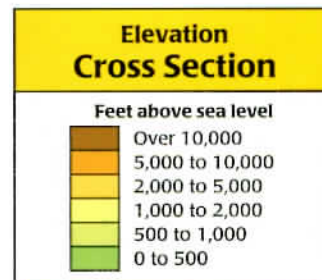 Elevation
Cross Section
Feet above sea level
Over 10,000
5,000 to 10,000
2,000 to 5,000
1,000 to 2,000
500 to 1,000
0 to 500